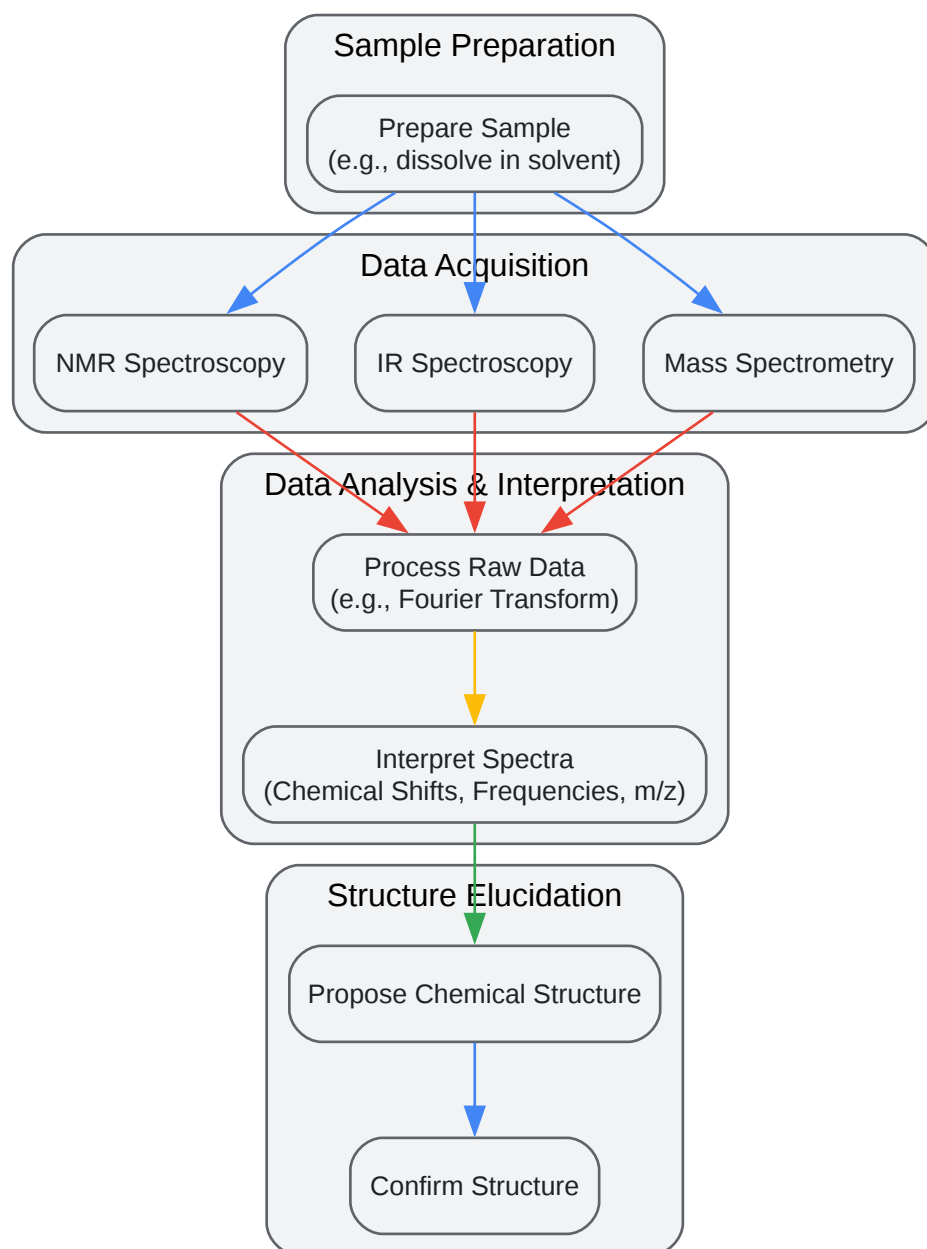 Sample Preparation
Prepare Sample
(e.g., dissolve in solvent)
Data Acquisition
NMR Spectroscopy
IR Spectroscopy
Mass Spectrometry
Data Analysis & Interpretation
Process Raw Data
(e.g., Fourier Transform)
Interpret Spectra
(Chemical Shifts, Frequencies, m/z)
Structure Elucidation
Propose Chemical Structure
Confirm Structure